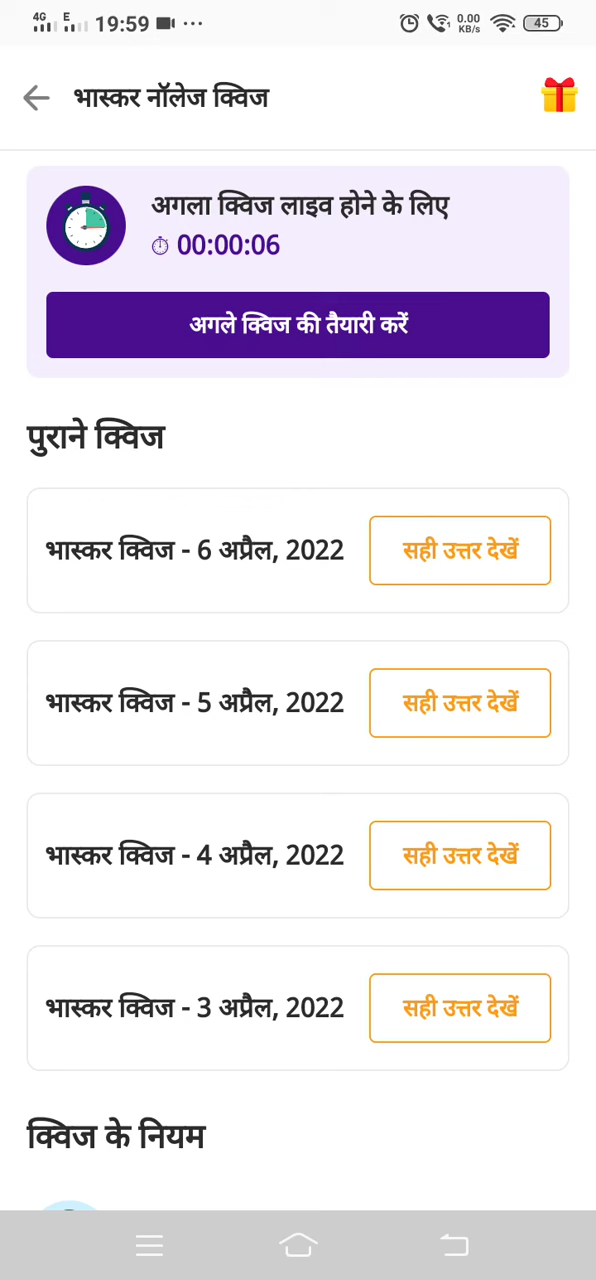 4G E 19:59 ... 1 0.00 KB/s 45
भास्कर नॉलेज क्विज
अगला क्विज लाइव होने के लिए
00:00:06
अगले क्विज की तैयारी करें
पुराने क्विज
भास्कर क्विज - 6 अप्रैल, 2022 सही उत्तर देखें
भास्कर क्विज - 5 अप्रैल, 2022 सही उत्तर देखें
भास्कर क्विज - 4 अप्रैल, 2022 सही उत्तर देखें
भास्कर क्विज - 3 अप्रैल, 2022 सही उत्तर देखें
क्विज के नियम